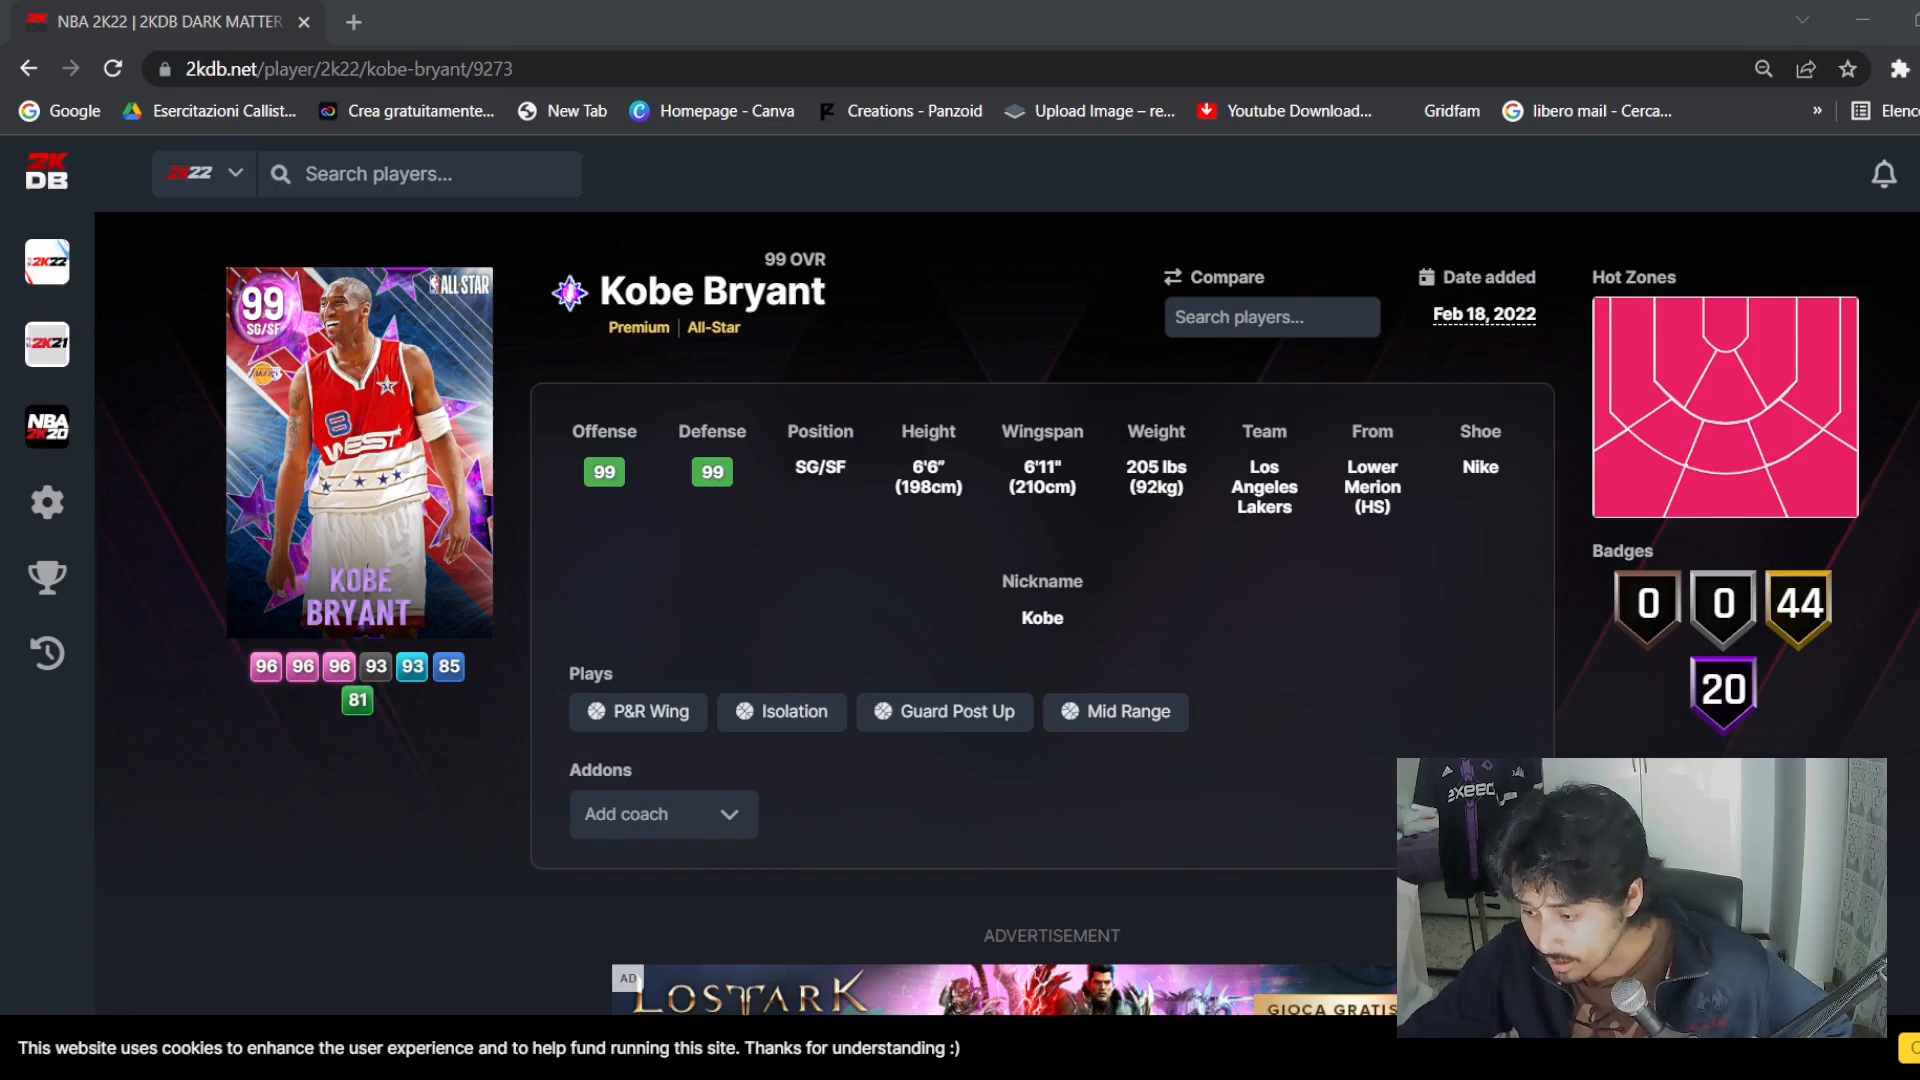 NBA 2K22 | 2KDB DARK MATTER
2kdb.net/player/2k22/kobe-bryant/9273
Google
Esercitazioni Callist...
Crea gratuitamente...
New Tab
Homepage - Canva
Creations - Panzoid
Upload Image – re...
Youtube Download...
Gridfam
libero mail - Cerca...
»
Elenco
2K
DB
2K22
Search players...
2K22
2K21
NBA
2K20
99
SG/SF
ALL STAR
LAKERS
8
WEST
KOBE
BRYANT
96 96 96 93 93 85
81
99 OVR
Kobe Bryant
Premium | All-Star
Compare
Search players...
Date added
Feb 18, 2022
Hot Zones
Offense
99
Defense
99
Position
SG/SF
Height
6'6"
(198cm)
Wingspan
6'11"
(210cm)
Weight
205 lbs
(92kg)
Team
Los
Angeles
Lakers
From
Lower
Merion
(HS)
Shoe
Nike
Nickname
Kobe
Badges
0 0 44
20
Plays
P&R Wing
Isolation
Guard Post Up
Mid Range
Addons
Add coach
exeed
ADVERTISEMENT
AD
LOST ARK
GIOCA GRATIS
This website uses cookies to enhance the user experience and to help fund running this site. Thanks for understanding :)